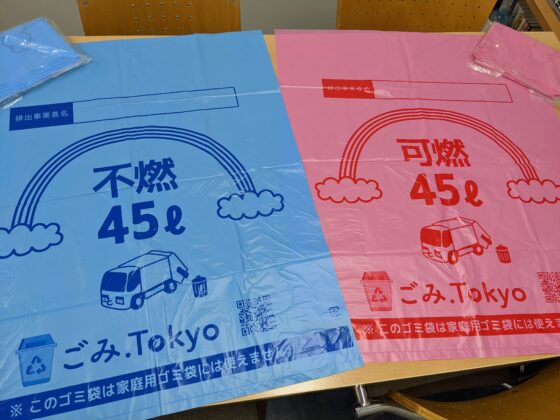 排出事業者名
不燃
45ℓ
ごみ.Tokyo
※ このゴミ袋は家庭用ゴミ袋には使えませ
排出事業者名
可燃
45ℓ
ごみ.Tokyo
※ このゴミ袋は家庭用ゴミ袋には使えませ